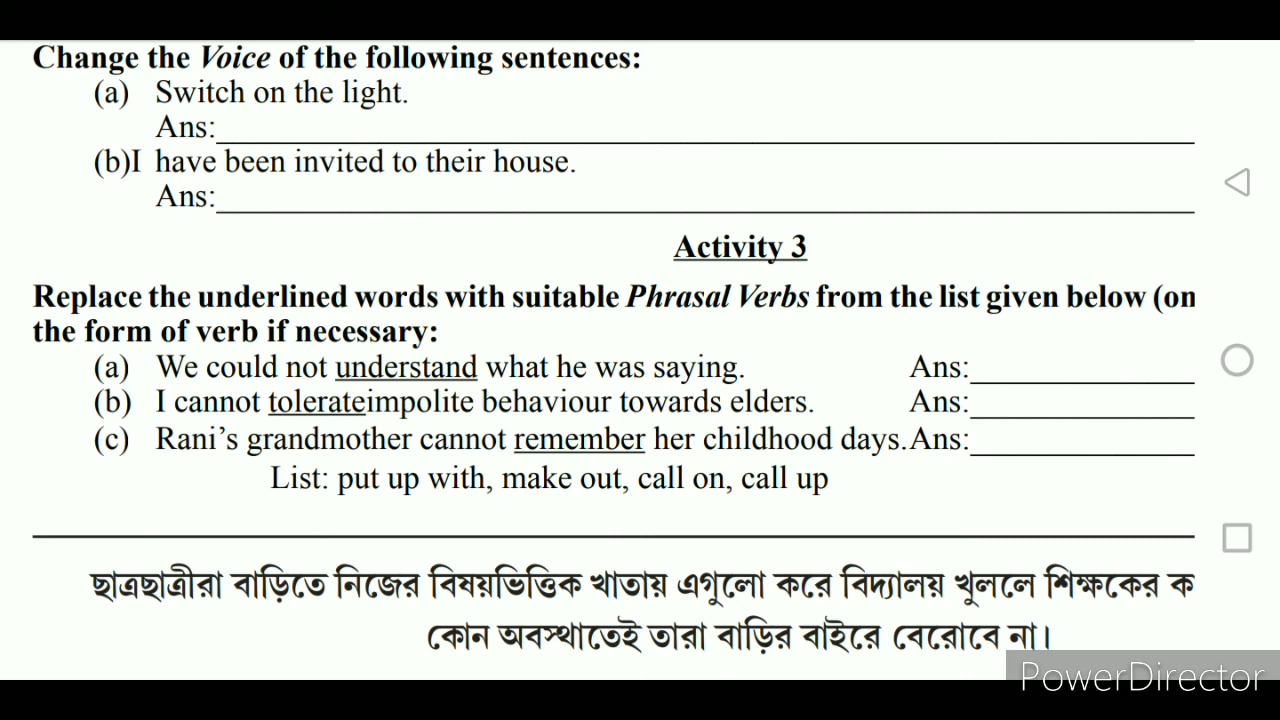 Change the Voice of the following sentences:
(a) Switch on the light.
Ans:
(b)I have been invited to their house.
Ans:
Activity 3
Replace the underlined words with suitable Phrasal Verbs from the list given below (on
the form of verb if necessary:
(a) We could not understand what he was saying. Ans:
(b) I cannot tolerateimpolite behaviour towards elders. Ans:
(c) Rani's grandmother cannot remember her childhood days. Ans:
List: put up with, make out, call on, call up
ছাত্রছাত্রীরা বাড়িতে নিজের বিষয়ভিত্তিক খাতায় এগুলো করে বিদ্যালয় খুললে শিক্ষকের ক
কোন অবস্থাতেই তারা বাড়ির বাইরে বেরোবে না।
PowerDirector